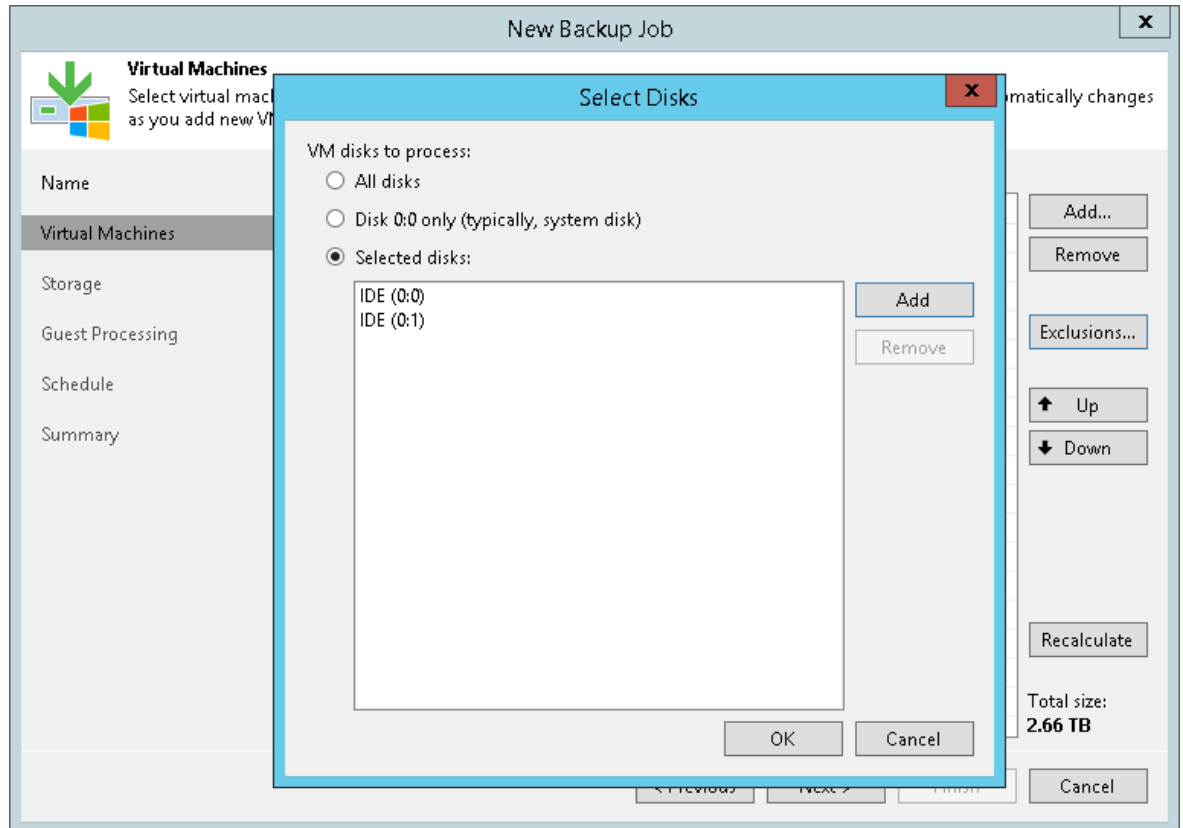 New Backup Job
x
Virtual Machines
Select virtual
matically changes
as you add new
Select Disks
x
VM disks to process:
All disks
Disk 0:0 only (typically, system disk)
Selected disks:
IDE (0:0)
IDE (0:1)
Add
Remove
OK
Cancel
Name
Virtual Machines
Storage
Guest Processing
Schedule
Summary
Add...
Remove
Exclusions...
Up
Down
Recalculate
Total size:
2.66 TB
Cancel